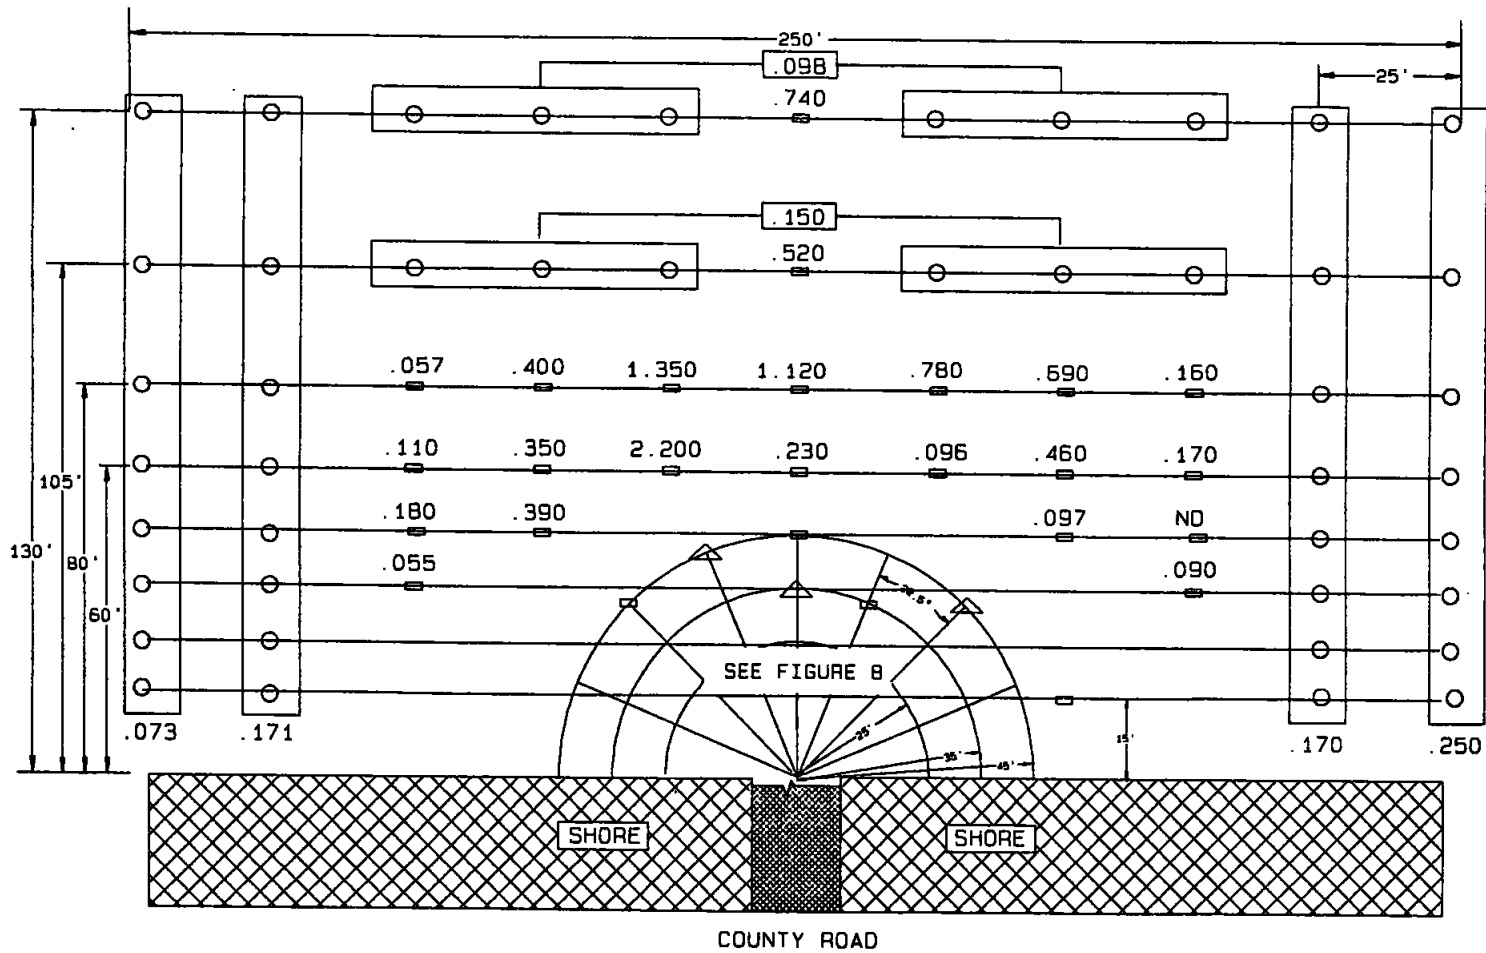 250'
.098
25'
.740
.150
.520
.057 .400 1.350 1.120 .780 .690 .160
.110 .350 2.200 .230 .096 .460 .170
105'
.180 .390 .097 ND
130'
80'
.055 .090
60'
SEE FIGURE 8
25'
15'
.073 .171 .170 .250
35'
45'
SHORE SHORE
COUNTY ROAD